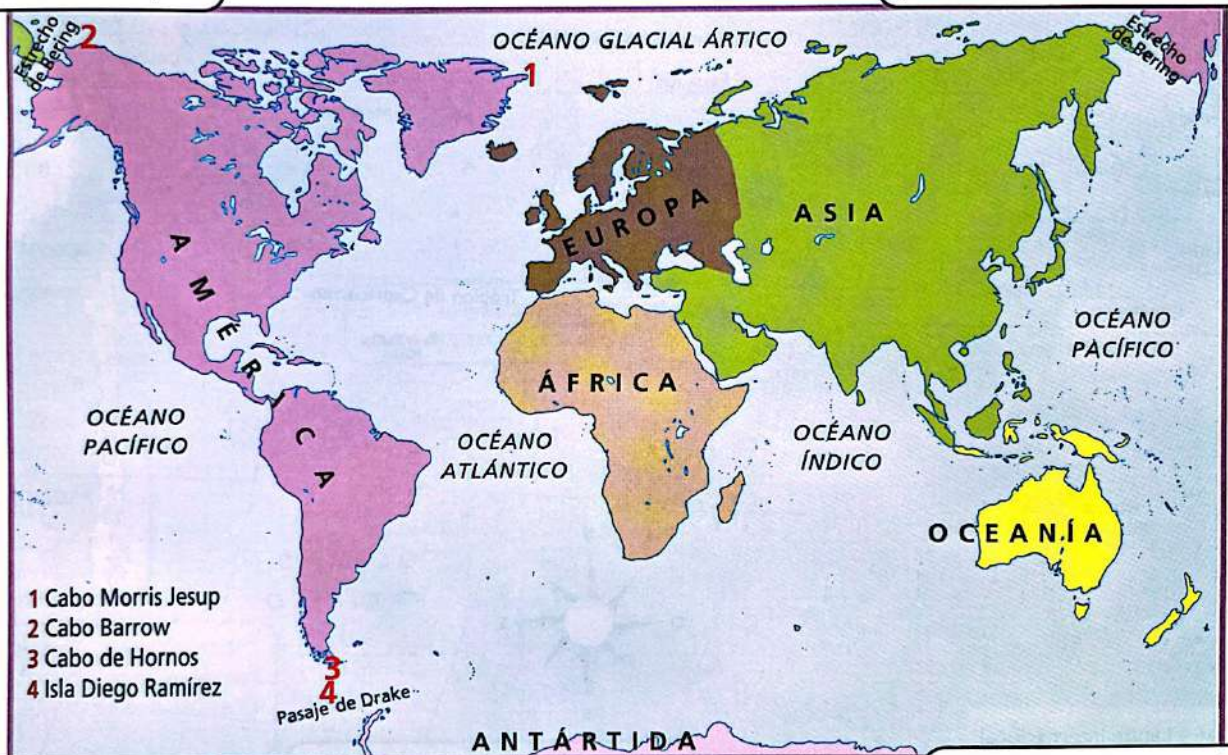 Estrecho
de Bering
2
OCÉANO GLACIAL ÁRTICO
1
Estrecho
de Bering
EUROPA
ASIA
AMÉRICA
OCÉANO
PACÍFICO
ÁFRICA
OCÉANO
PACÍFICO
OCÉANO
ATLÁNTICO
OCÉANO
ÍNDICO
OCEANÍA
1 Cabo Morris Jesup
2 Cabo Barrow
3 Cabo de Hornos
4 Isla Diego Ramírez
3
4
Pasaje de Drake
ANTÁRTIDA